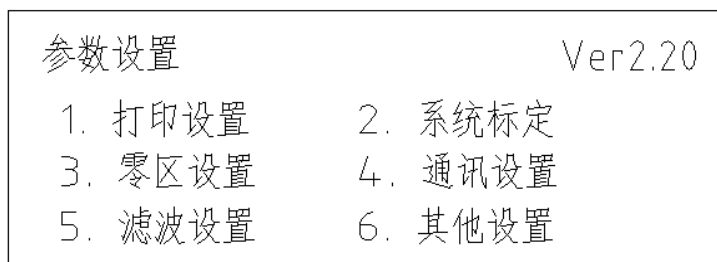 参数设置 Ver2.20
1. 打印设置 2. 系统标定
3. 零区设置 4. 通讯设置
5. 滤波设置 6. 其他设置